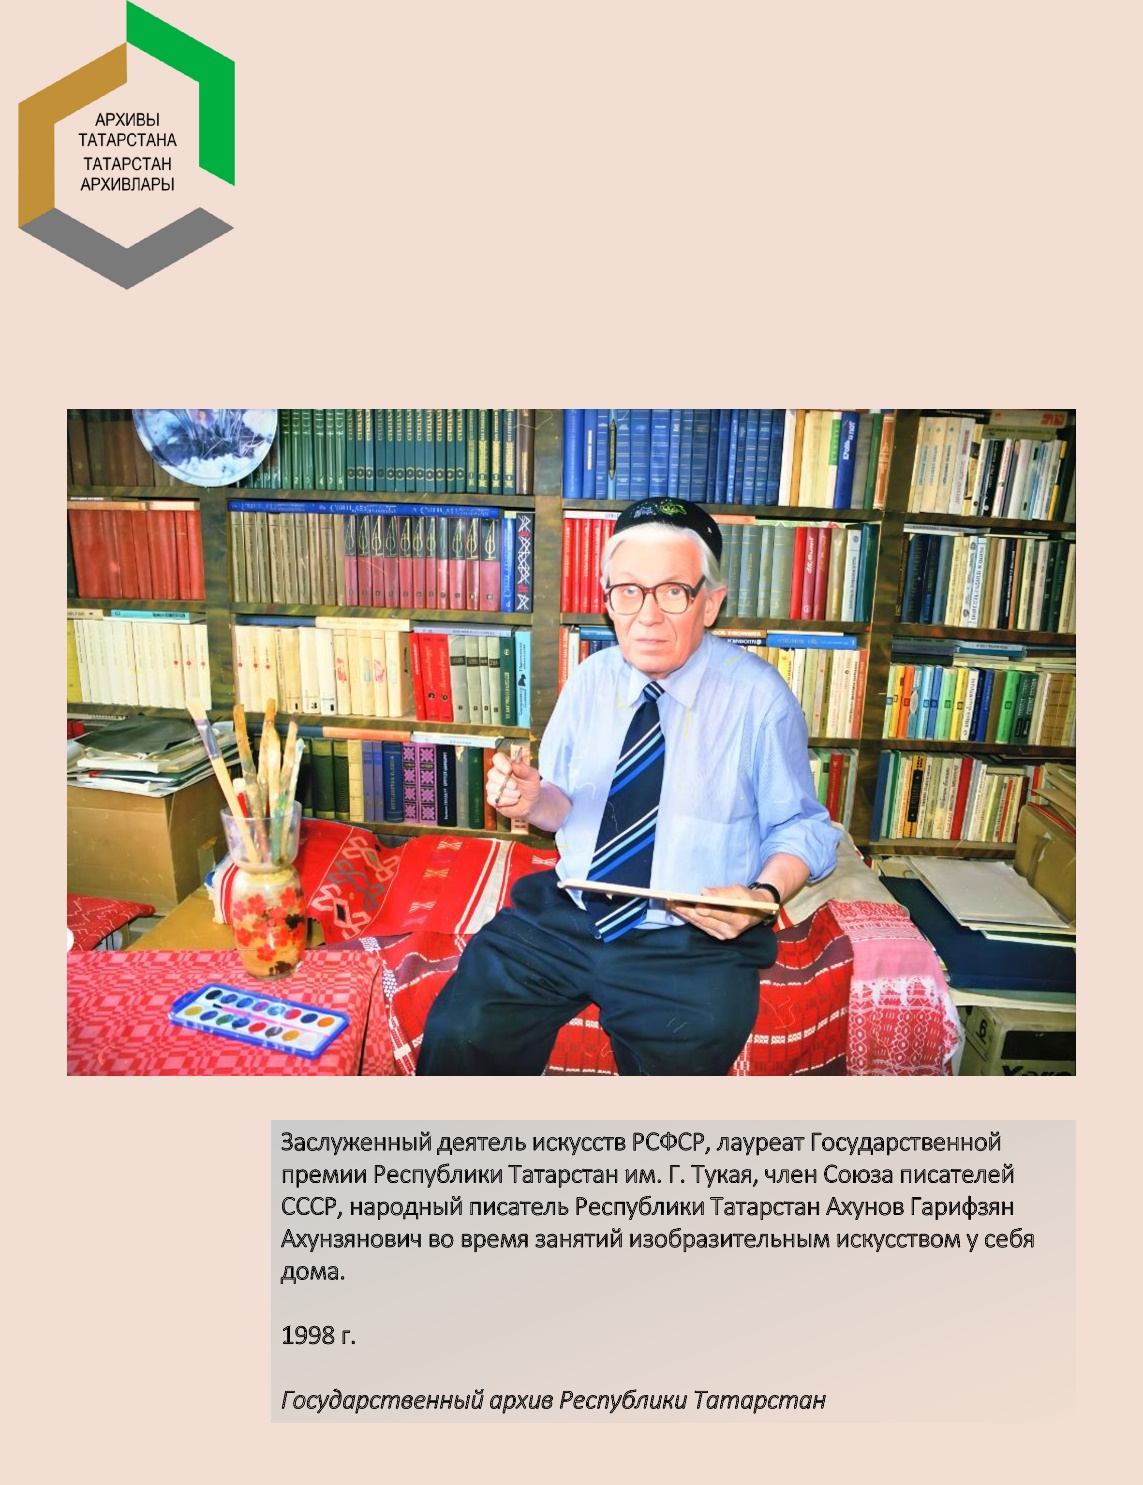 АРХИВЫ
ТАТАРСТАНА
ТАТАРСТАН
АРХИВЛАРЫ
Заслуженный деятель искусств РСФСР, лауреат Государственной
премии Республики Татарстан им. Г. Тукая, член Союза писателей
СССР, народный писатель Республики Татарстан Ахунов Гарифзян
Ахунзянович во время занятий изобразительным искусством у себя
дома.
1998 г.
Государственный архив Республики Татарстан